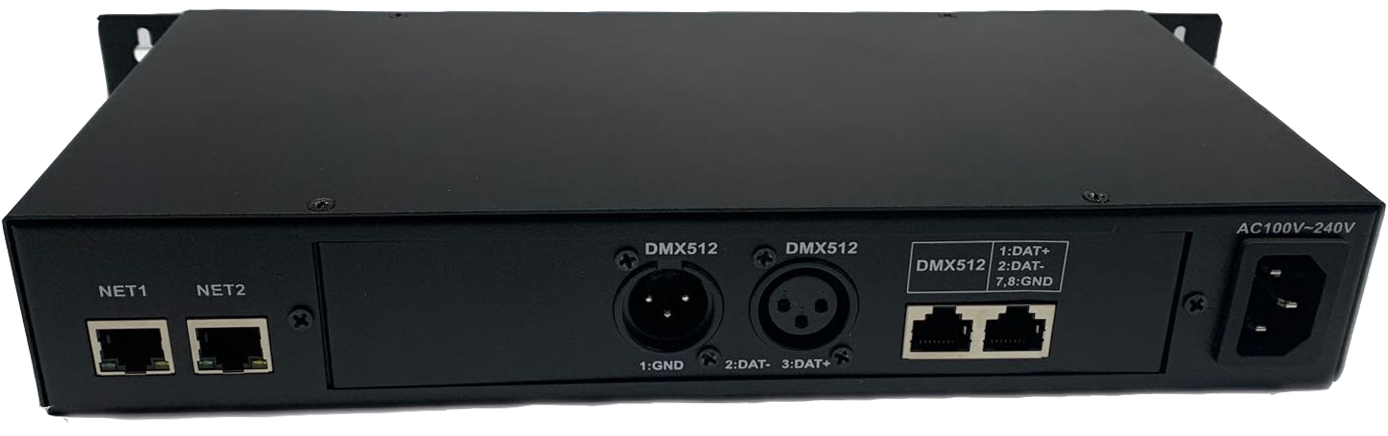 AC100V~240V
DMX512
DMX512
DMX512
1:DAT+
2:DAT-
7,8:GND
NET1
NET2
1:GND
2:DAT-
3:DAT+